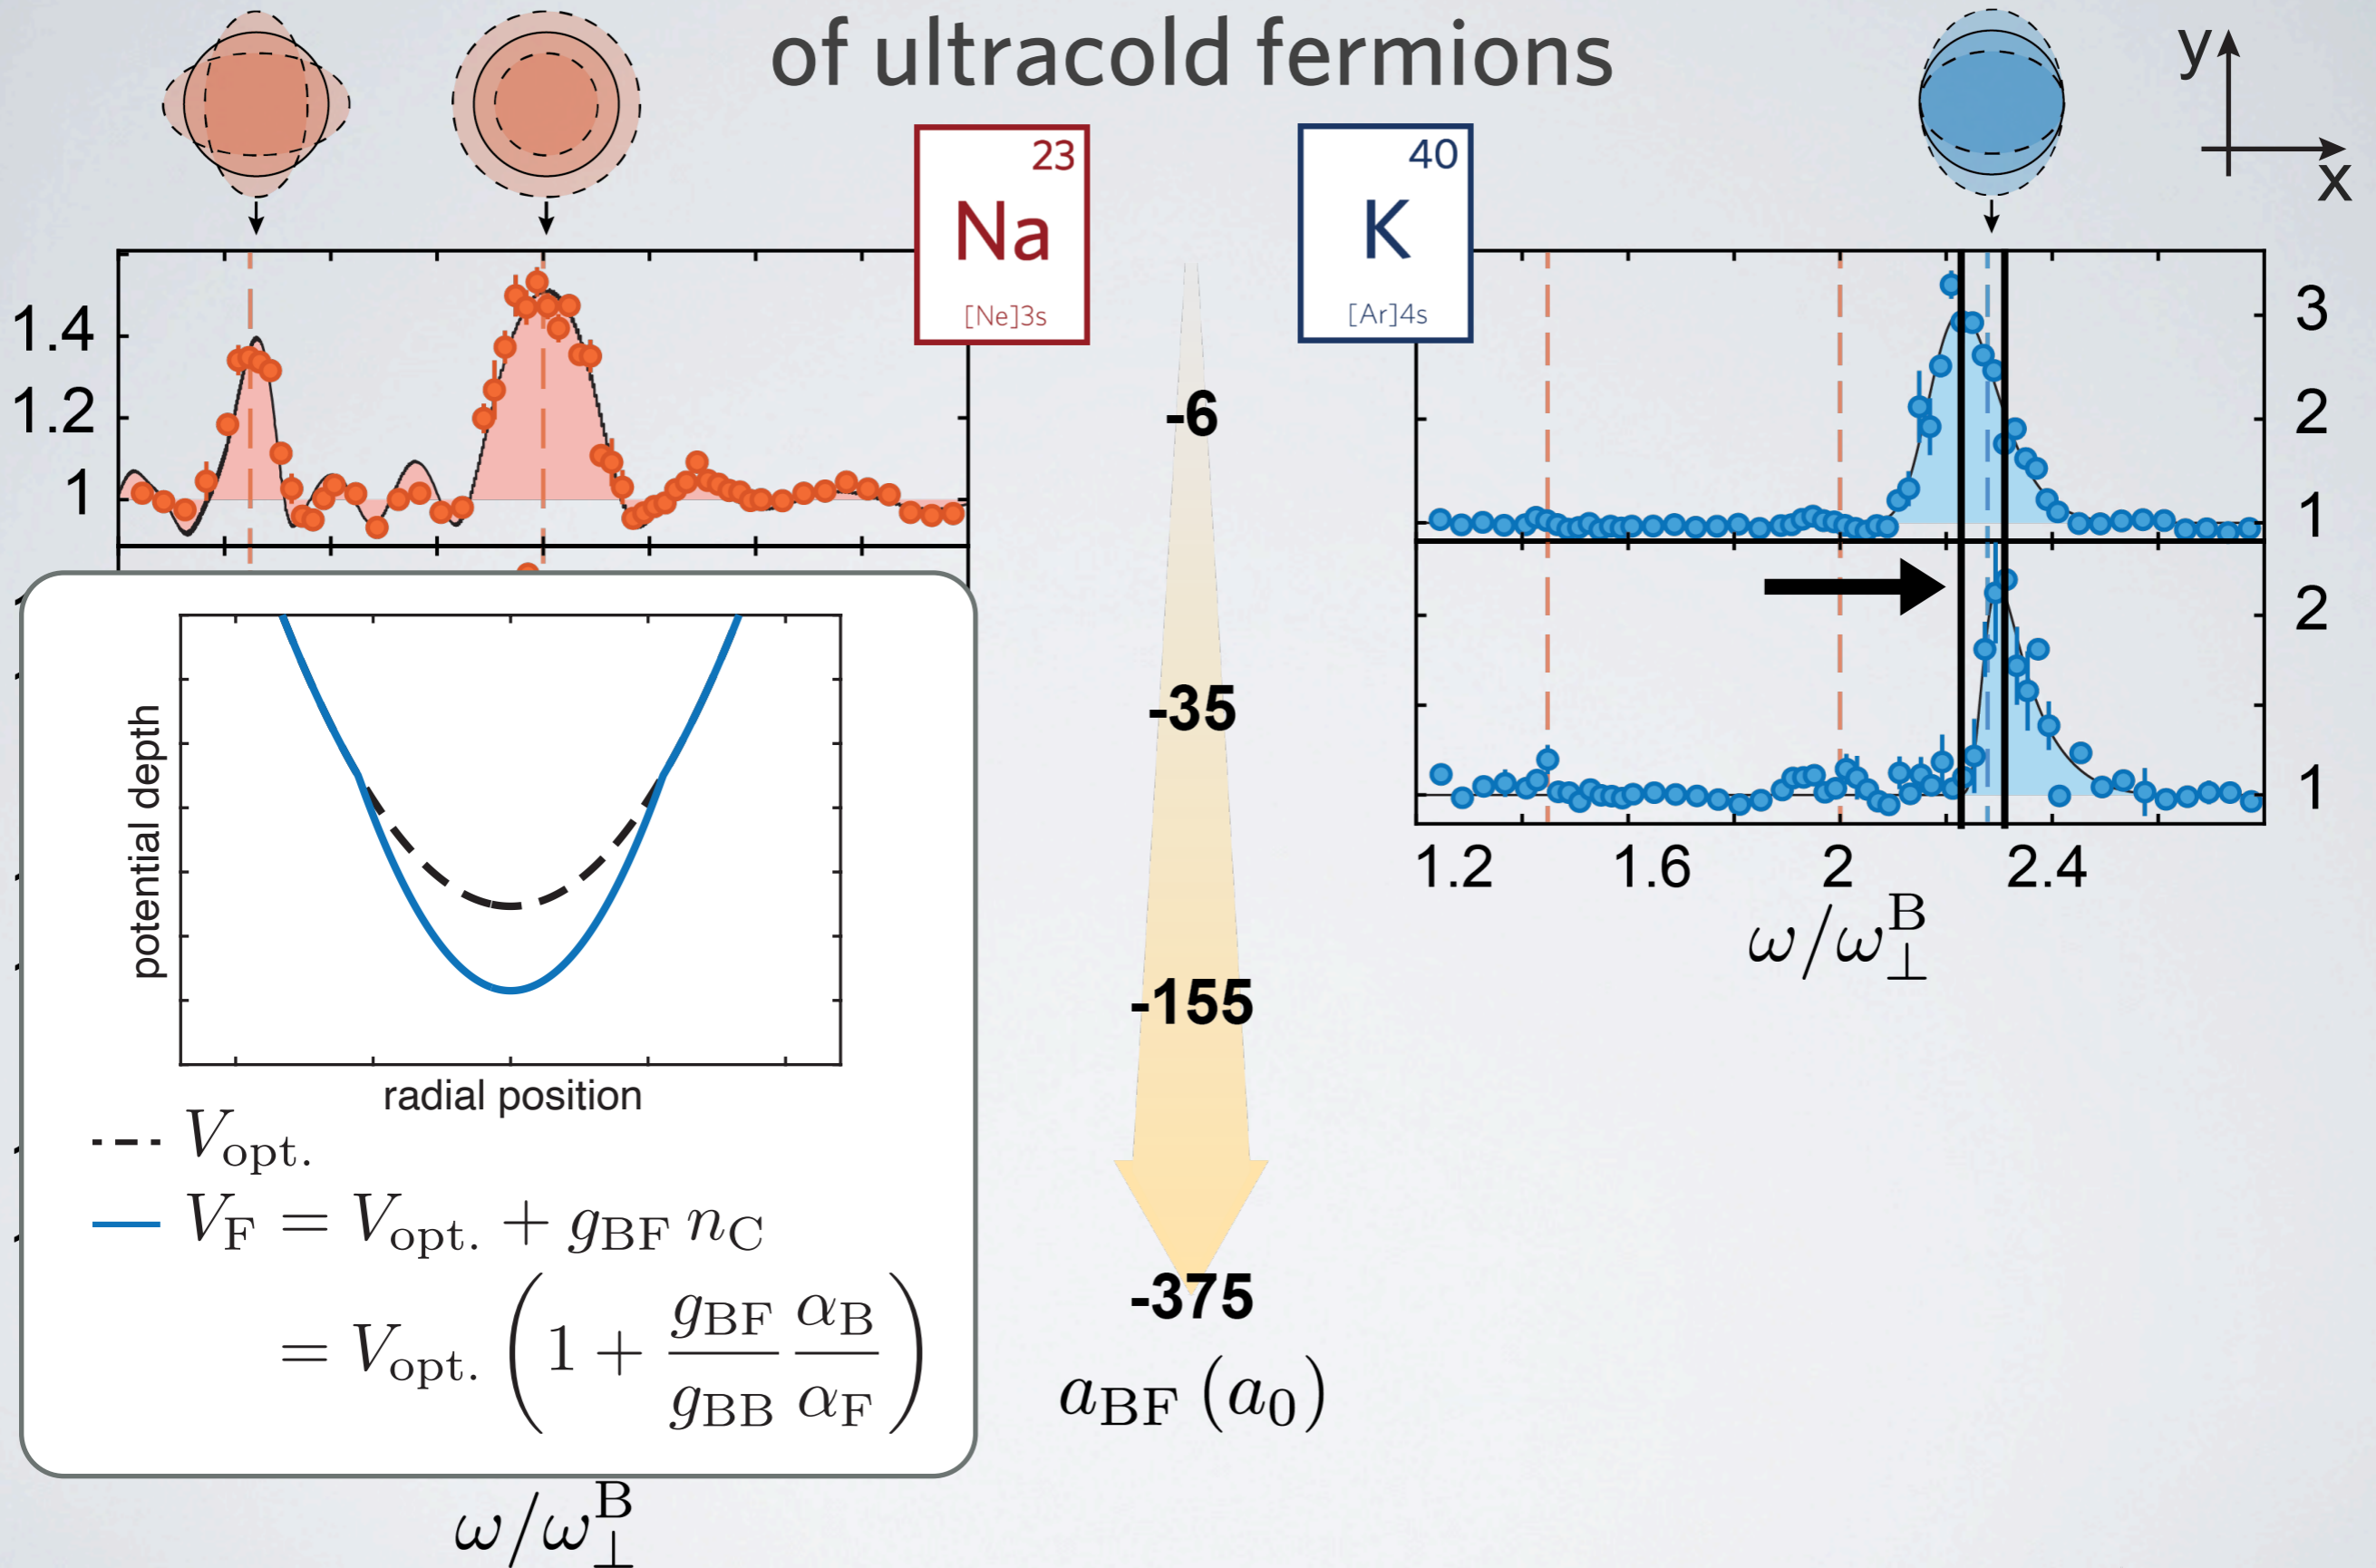 of ultracold fermions
y
x
23
Na
[Ne]3s
40
K
[Ar]4s
1.4
1.2
1
3
2
1
2
1
1.2 1.6 2 2.4
ω/ω⊥^B
-6
-35
-155
-375
a_BF (a_0)
potential depth
radial position
V_opt.
V_F = V_opt. + g_BF n_C
= V_opt. (1 + g_BF/g_BB α_B/α_F)
ω/ω⊥^B